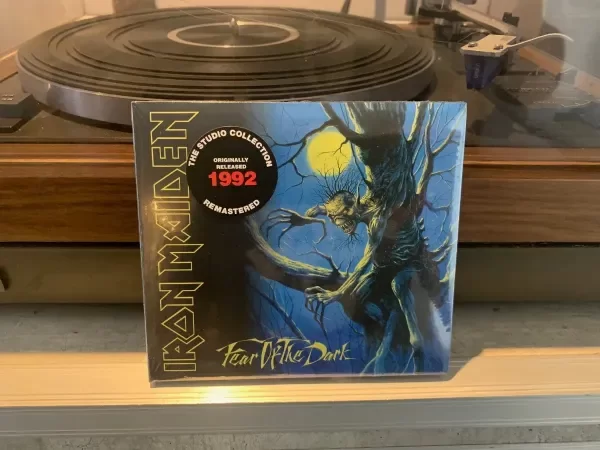 IRON MAIDEN
THE STUDIO COLLECTION
ORIGINALLY
RELEASED
1992
REMASTERED
Fear Of The Dark